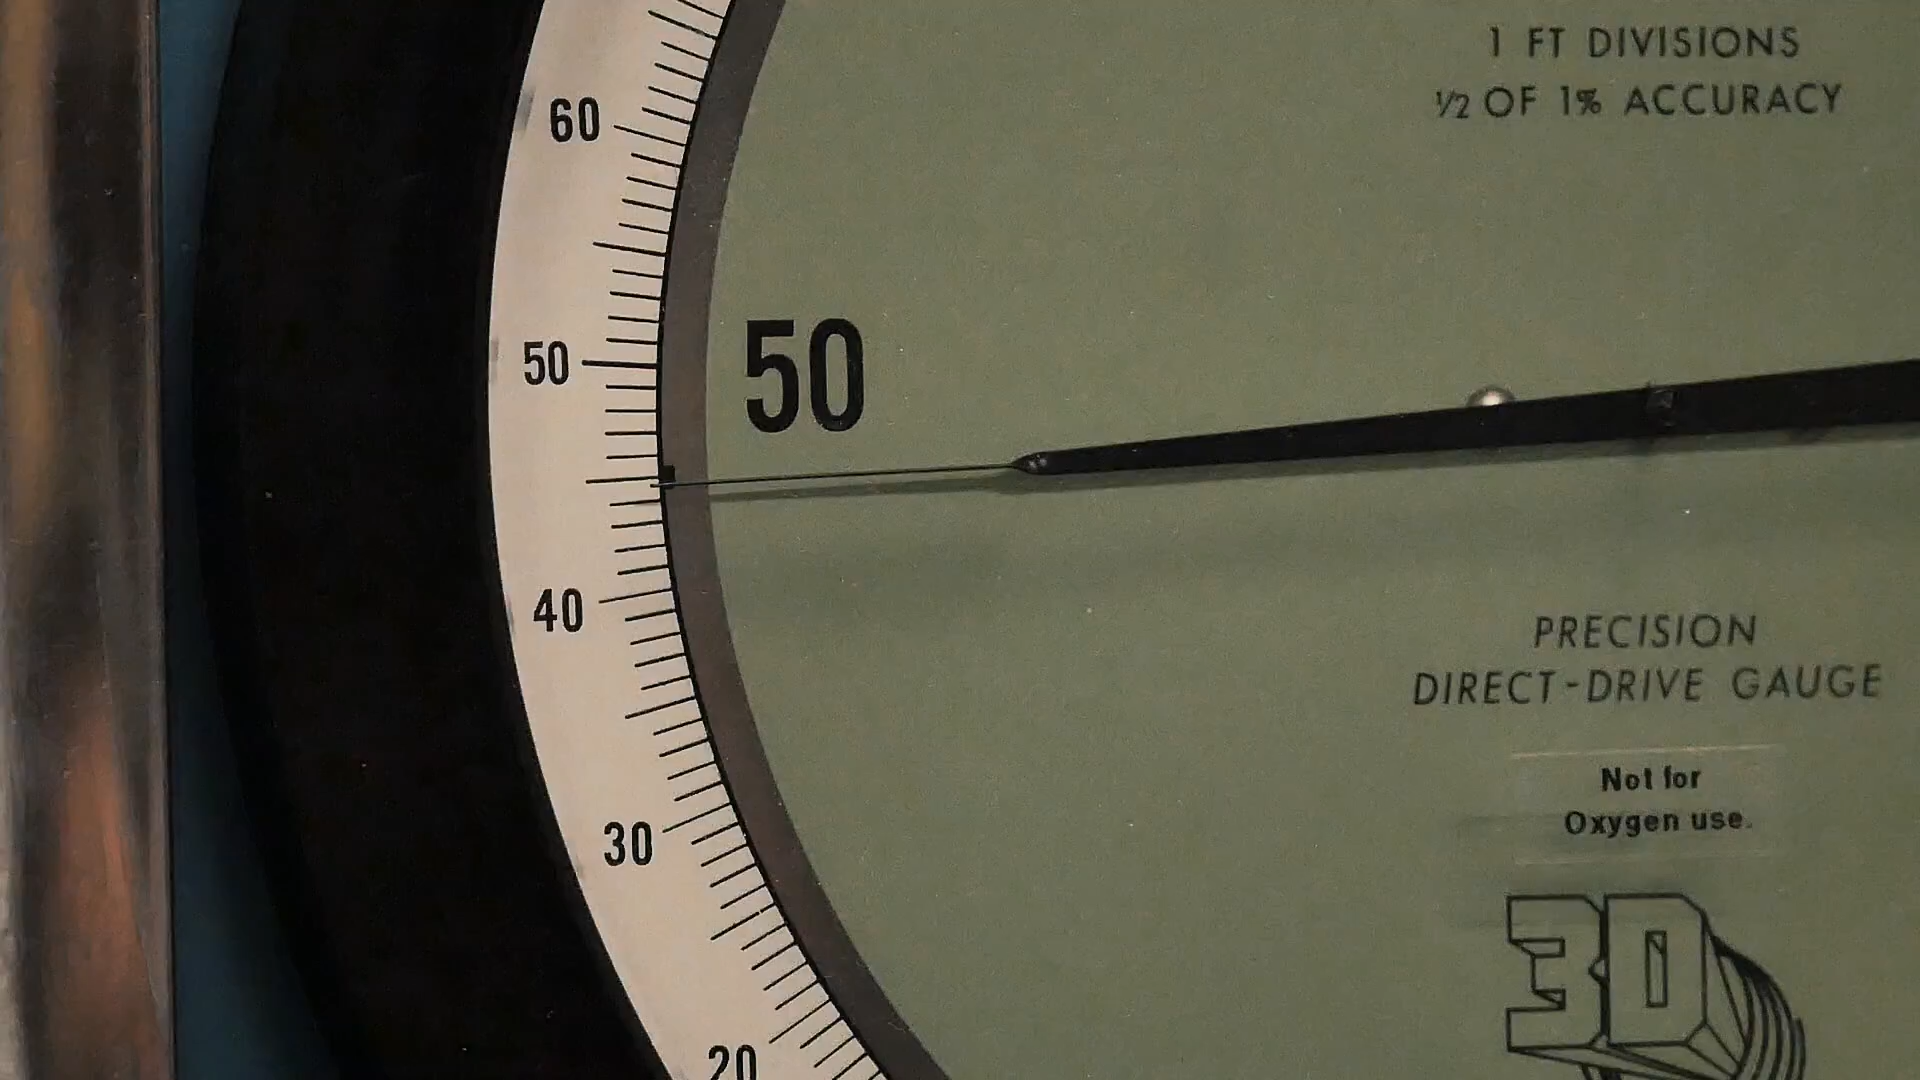 1 FT DIVISIONS
½ OF 1% ACCURACY
60
50
50
40
30
20
PRECISION
DIRECT-DRIVE GAUGE
Not for
Oxygen use.
3D